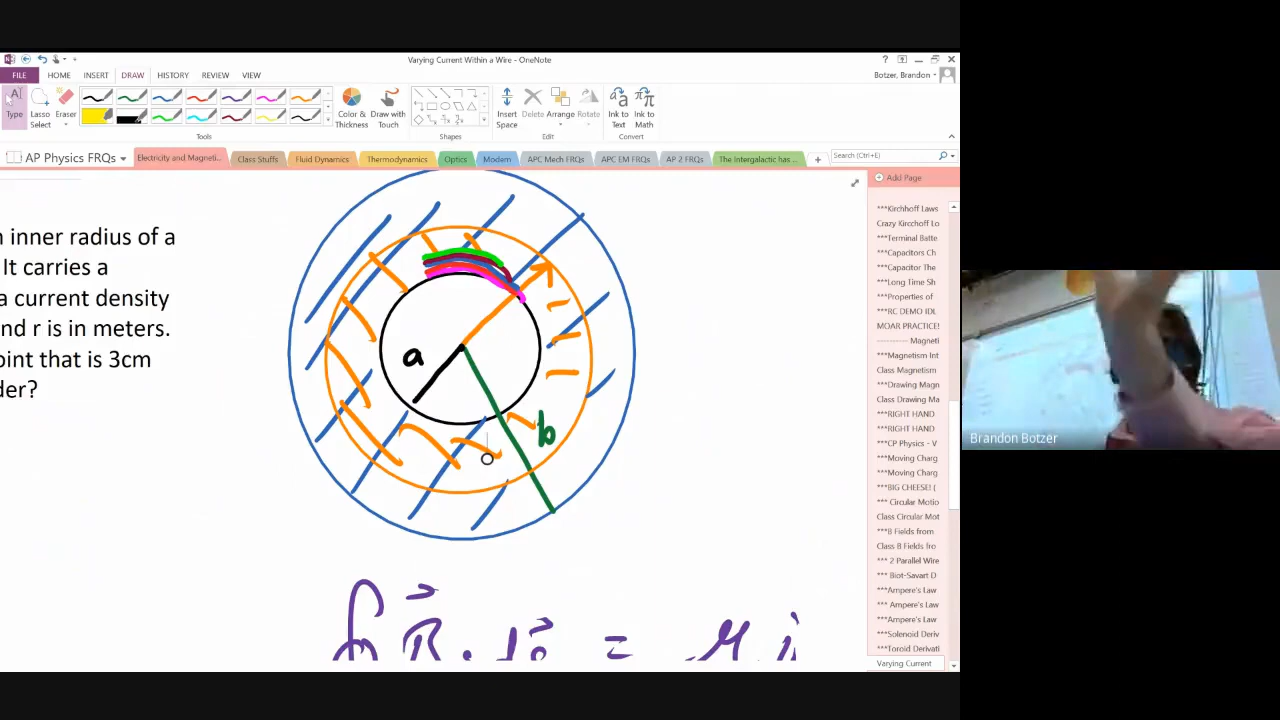 Varying Current Within a Wire - OneNote
FILE HOME INSERT DRAW HISTORY REVIEW VIEW
Botzer, Brandon
Type
Lasso Select
Eraser
Color & Thickness
Draw with Touch
Insert Space
Delete
Arrange
Rotate
Ink to Text
Ink to Math
Tools
Shapes
Edit
Convert
AP Physics FRQs
Electricity and Magneti...
Class Stuffs
Fluid Dynamics
Thermodynamics
Optics
Modern
APC Mech FRQs
APC EM FRQs
AP 2 FRQs
The Intergalactic has ...
Search (Ctrl+E)
Add Page
n inner radius of a
It carries a
a current density
nd r is in meters.
oint that is 3cm
der?
a
b
***Kirchhoff Laws
Crazy Kircchoff Lo
***Terminal Batte
***Capacitors Ch
***Capacitor The
***Long Time Sh
***Properties of
***RC DEMO IDL
MOAR PRACTICE!
---------- Magneti
***Magnetism Int
Class Magnetism
***Drawing Magn
Class Drawing Ma
***RIGHT HAND
***RIGHT HAND
***CP Physics - V
***Moving Charg
***Moving Charg
***BIG CHEESE! (
*** Circular Motio
Class Circular Mot
***B Fields from
Class B Fields fro
*** 2 Parallel Wire
*** Biot-Savart D
***Ampere's Law
*** Ampere's Law
***Ampere's Law
***Solenoid Deriv
***Toroid Derivati
Varying Current
Brandon Botzer